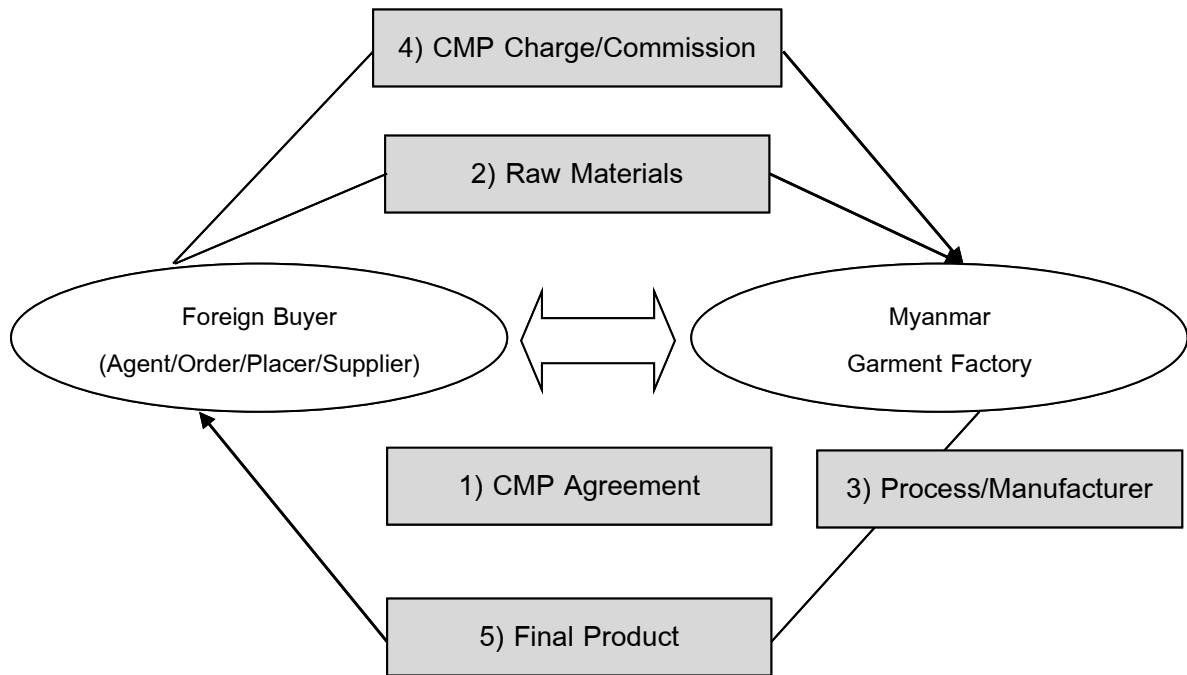 4) CMP Charge/Commission
2) Raw Materials
Foreign Buyer
(Agent/Order/Placer/Supplier)
Myanmar
Garment Factory
1) CMP Agreement
3) Process/Manufacturer
5) Final Product